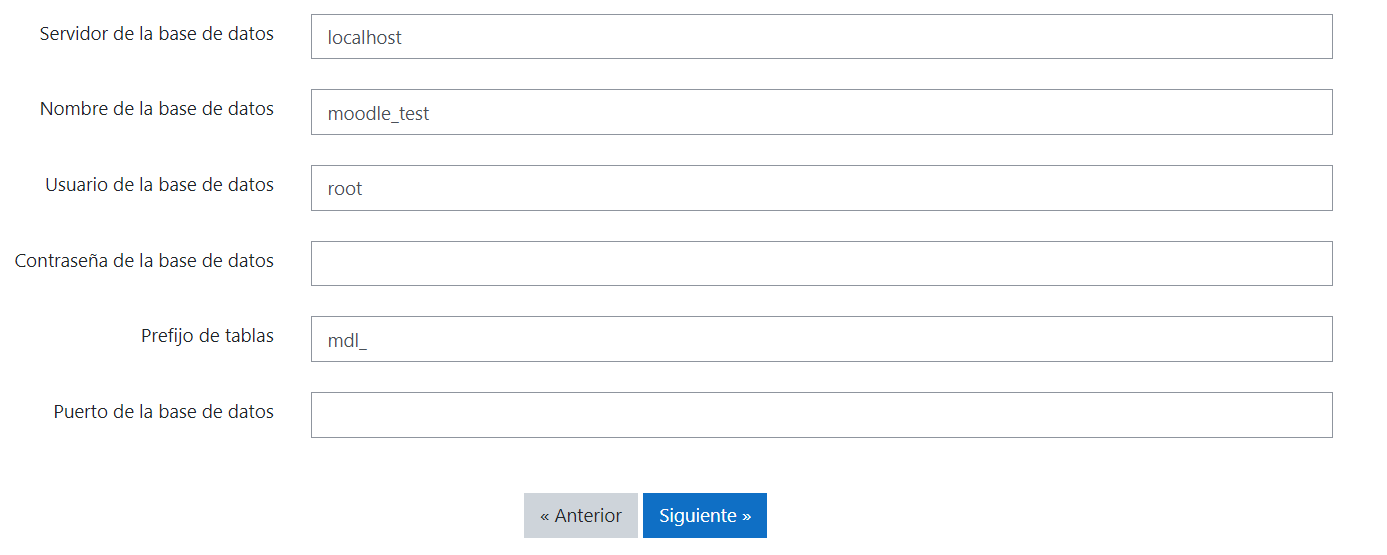 Servidor de la base de datos
localhost
Nombre de la base de datos
moodle_test
Usuario de la base de datos
root
Contraseña de la base de datos
Prefijo de tablas
mdl_
Puerto de la base de datos
« Anterior
Siguiente »